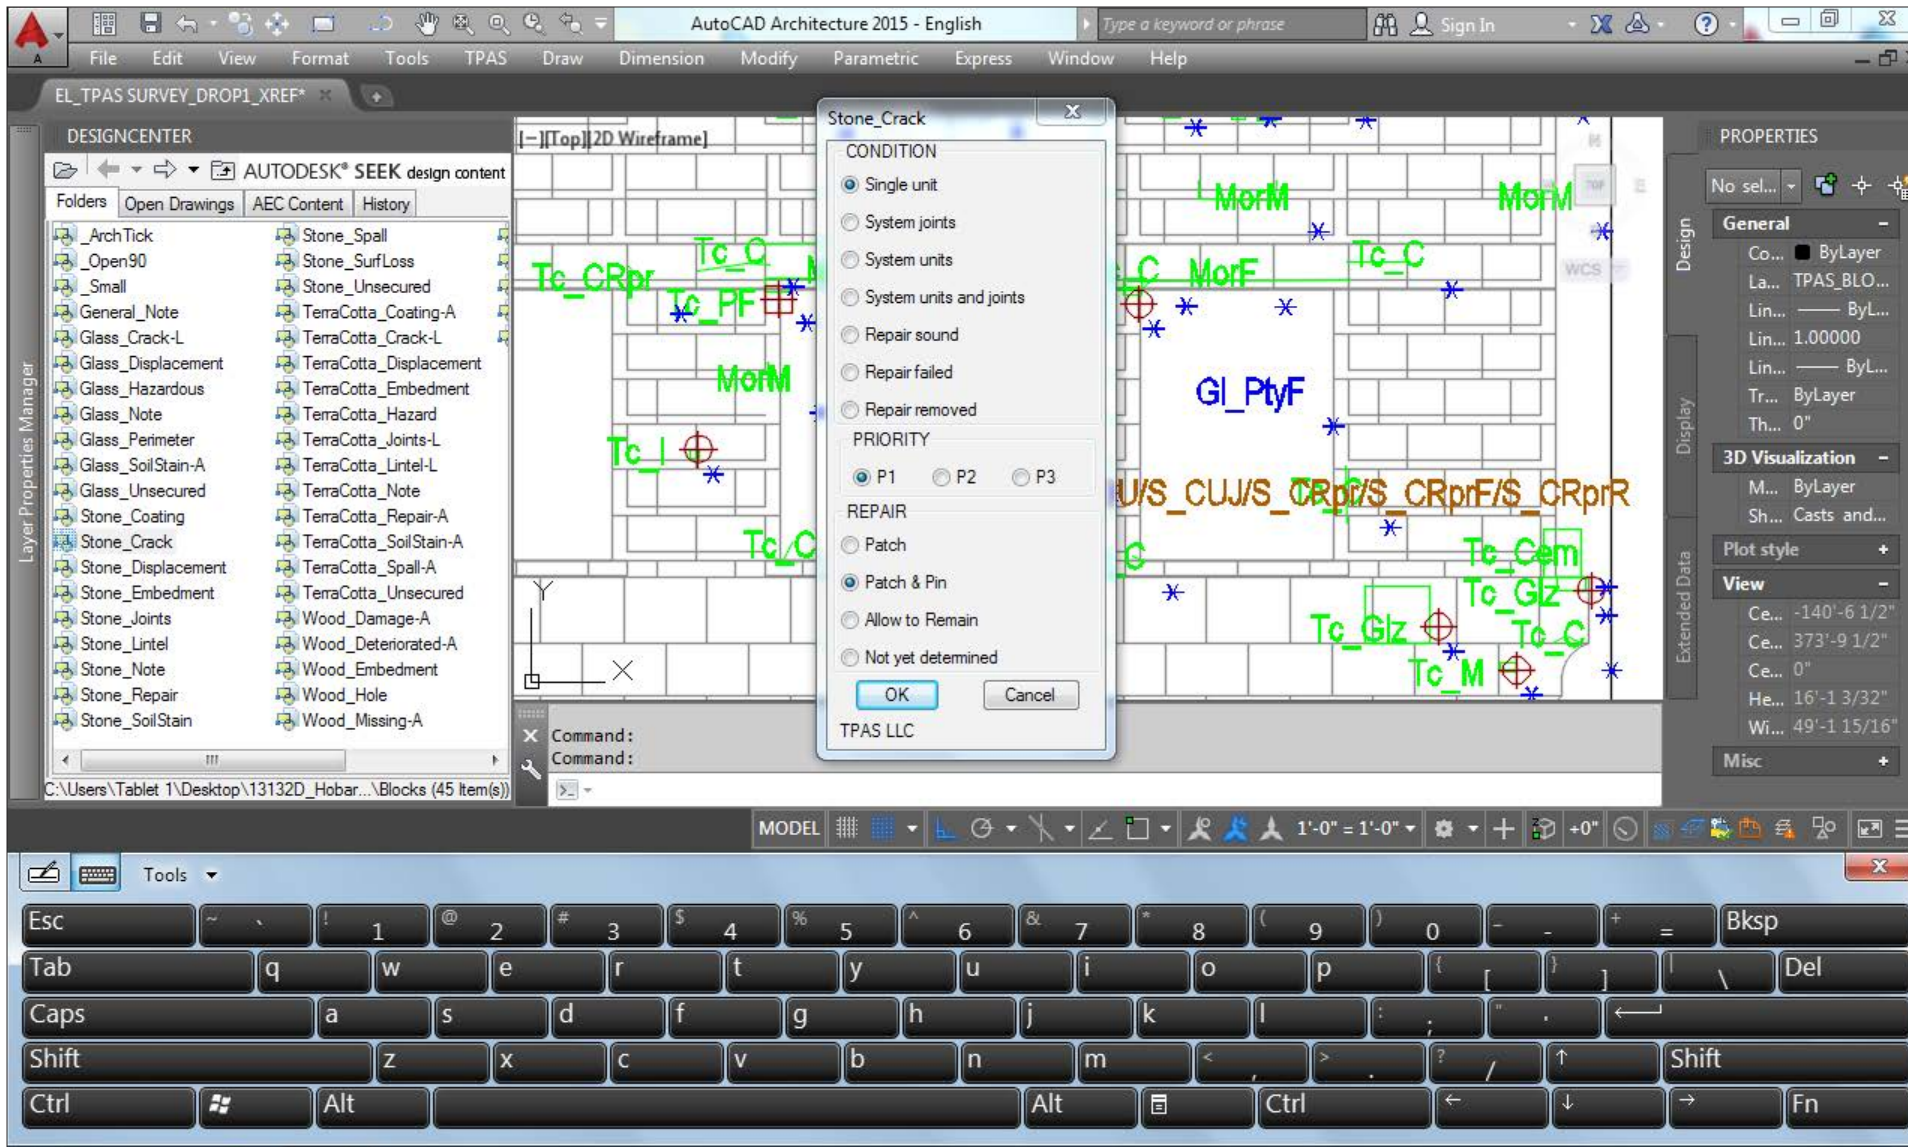 AutoCAD Architecture 2015 - English
Type a keyword or phrase
Sign In
A
File Edit View Format Tools TPAS Draw Dimension Modify Parametric Express Window Help
EL_TPAS SURVEY_DROP1_XREF*
DESIGNCENTER
AUTODESK® SEEK design content
Folders Open Drawings AEC Content History
_ArchTick
_Open90
_Small
General_Note
Glass_Crack-L
Glass_Displacement
Glass_Hazardous
Glass_Note
Glass_Perimeter
Glass_SoilStain-A
Glass_Unsecured
Stone_Coating
Stone_Crack
Stone_Displacement
Stone_Embedment
Stone_Joints
Stone_Lintel
Stone_Note
Stone_Repair
Stone_SoilStain
Stone_Spall
Stone_SurfLoss
Stone_Unsecured
TerraCotta_Coating-A
TerraCotta_Crack-L
TerraCotta_Displacement
TerraCotta_Embedment
TerraCotta_Hazard
TerraCotta_Joints-L
TerraCotta_Lintel-L
TerraCotta_Note
TerraCotta_Repair-A
TerraCotta_SoilStain-A
TerraCotta_Spall-A
TerraCotta_Unsecured
Wood_Damage-A
Wood_Deteriorated-A
Wood_Embedment
Wood_Hole
Wood_Missing-A
C:\Users\Tablet 1\Desktop\13132D_Hobar...\Blocks (45 Item(s))
Layer Properties Manager
[−][Top][2D Wireframe]
Tc_CRpr
Tc_C
Tc_PF
MorM
Tc_I
Tc_C
Y
X
Stone_Crack
CONDITION
Single unit
System joints
System units
System units and joints
Repair sound
Repair failed
Repair removed
PRIORITY
P1 P2 P3
REPAIR
Patch
Patch & Pin
Allow to Remain
Not yet determined
OK Cancel
TPAS LLC
MorM
MorM
TOP
E
WCS
C
MorF
Tc_C
Gl_PtyF
U/S_CUJ/S_CRpr/S_CRprF/S_CRprR
C
Tc_Cem
Tc_Glz
Tc_Glz
Tc_C
Tc_M
Command:
Command:
PROPERTIES
Design
Display
Extended Data
No sel...
General −
Co... ByLayer
La... TPAS_BLO...
Lin... ByL...
Lin... 1.00000
Lin... ByL...
Tr... ByLayer
Th... 0"
3D Visualization −
M... ByLayer
Sh... Casts and...
Plot style +
View −
Ce... -140'-6 1/2"
Ce... 373'-9 1/2"
Ce... 0"
He... 16'-1 3/32"
Wi... 49'-1 15/16"
Misc +
MODEL 1'-0" = 1'-0" +0"
Tools
Esc ~ ` ! 1 @ 2 # 3 $ 4 % 5 ^ 6 & 7 * 8 ( 9 ) 0 _ - + = Bksp
Tab q w e r t y u i o p { [ } ] | \ Del
Caps a s d f g h j k l : ; " '
Shift z x c v b n m < , > . ? / ↑ Shift
Ctrl Alt Alt Ctrl ← ↓ → Fn